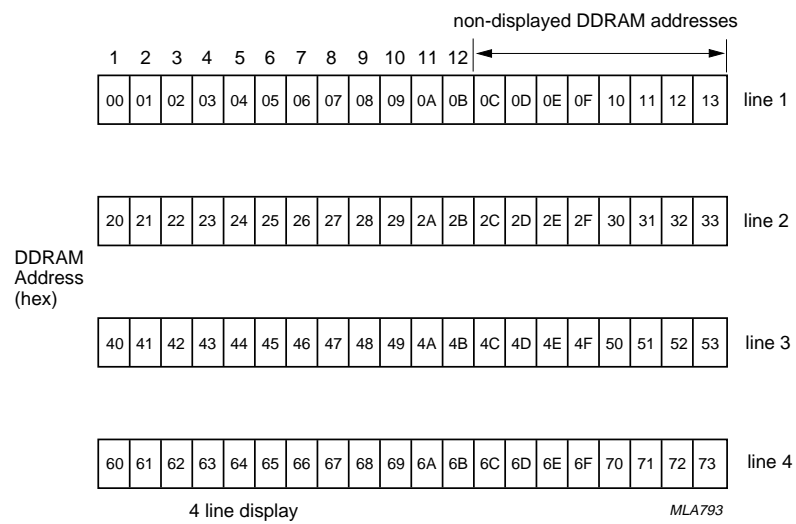 non-displayed DDRAM addresses
1 2 3 4 5 6 7 8 9 10 11 12
00 01 02 03 04 05 06 07 08 09 0A 0B 0C 0D 0E 0F 10 11 12 13 line 1
20 21 22 23 24 25 26 27 28 29 2A 2B 2C 2D 2E 2F 30 31 32 33 line 2
DDRAM
Address
(hex)
40 41 42 43 44 45 46 47 48 49 4A 4B 4C 4D 4E 4F 50 51 52 53 line 3
60 61 62 63 64 65 66 67 68 69 6A 6B 6C 6D 6E 6F 70 71 72 73 line 4
4 line display MLA793